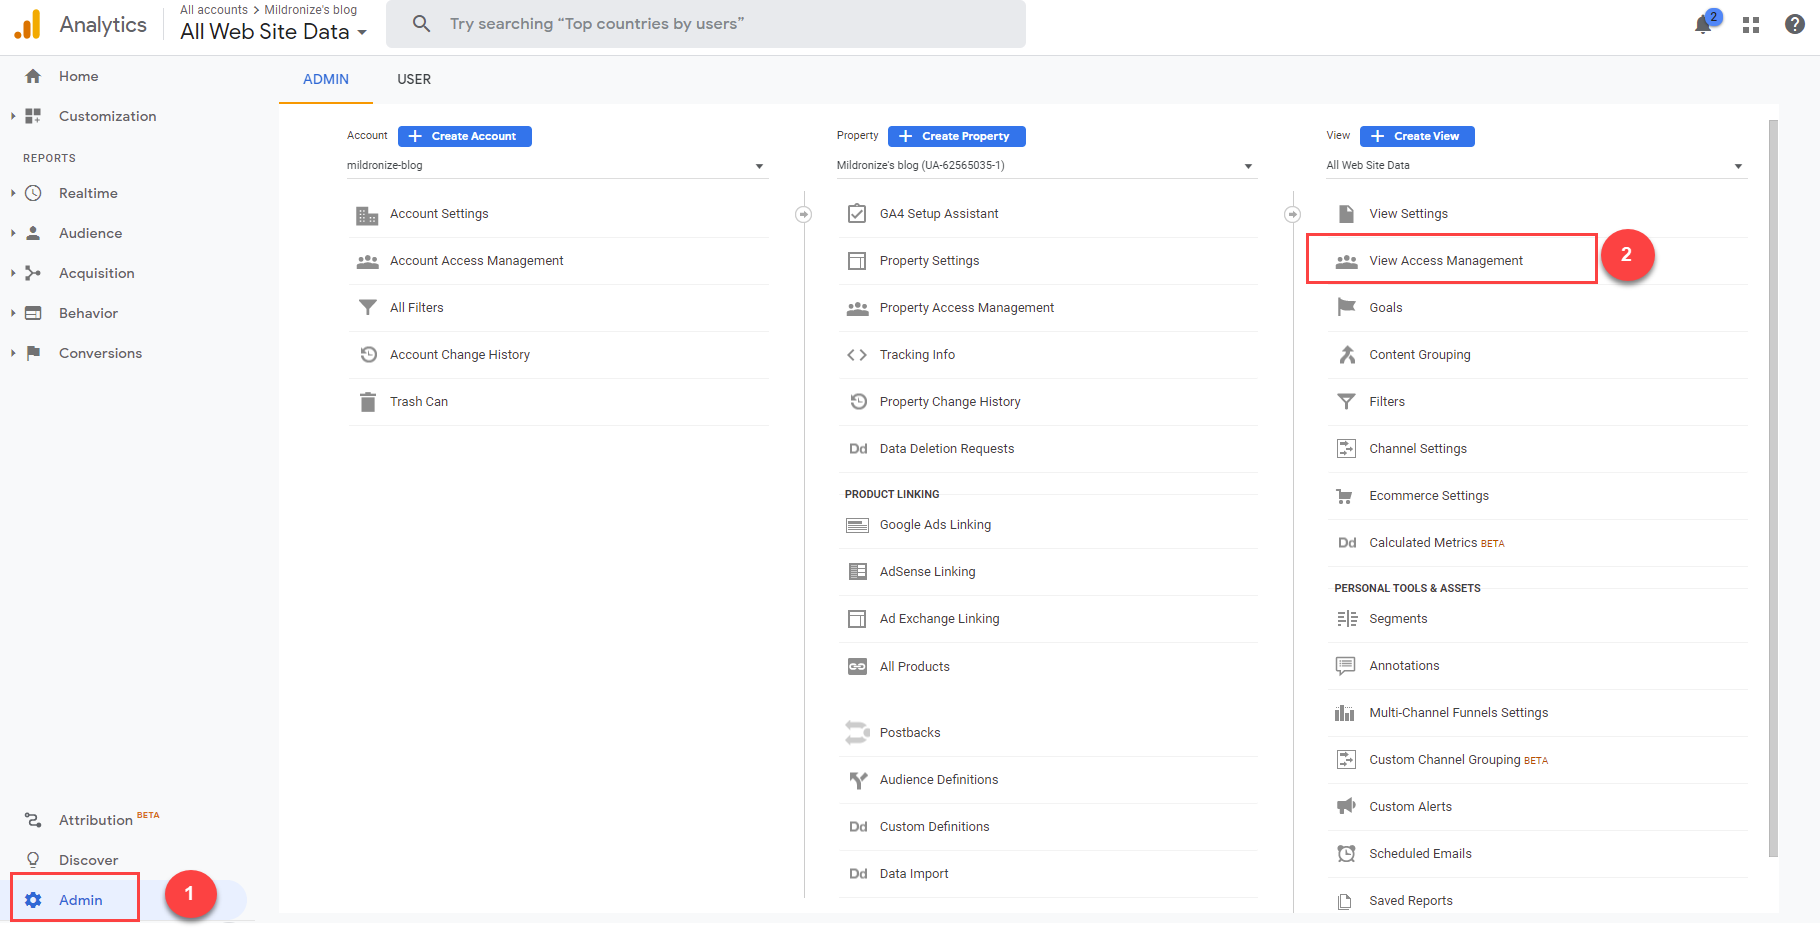 Analytics
All accounts > Mildronize's blog
All Web Site Data
Try searching “Top countries by users”
2
Home
Customization
REPORTS
Realtime
Audience
Acquisition
Behavior
Conversions
Attribution BETA
Discover
Admin
1
ADMIN
USER
Account
Create Account
mildronize-blog
Account Settings
Account Access Management
All Filters
Account Change History
Trash Can
Property
Create Property
Mildronize's blog (UA-62565035-1)
GA4 Setup Assistant
Property Settings
Property Access Management
Tracking Info
Property Change History
Dd Data Deletion Requests
PRODUCT LINKING
Google Ads Linking
AdSense Linking
Ad Exchange Linking
All Products
Postbacks
Audience Definitions
Dd Custom Definitions
Dd Data Import
View
Create View
All Web Site Data
View Settings
View Access Management
2
Goals
Content Grouping
Filters
Channel Settings
Ecommerce Settings
Dd Calculated Metrics BETA
PERSONAL TOOLS & ASSETS
Segments
Annotations
Multi-Channel Funnels Settings
Custom Channel Grouping BETA
Custom Alerts
Scheduled Emails
Saved Reports